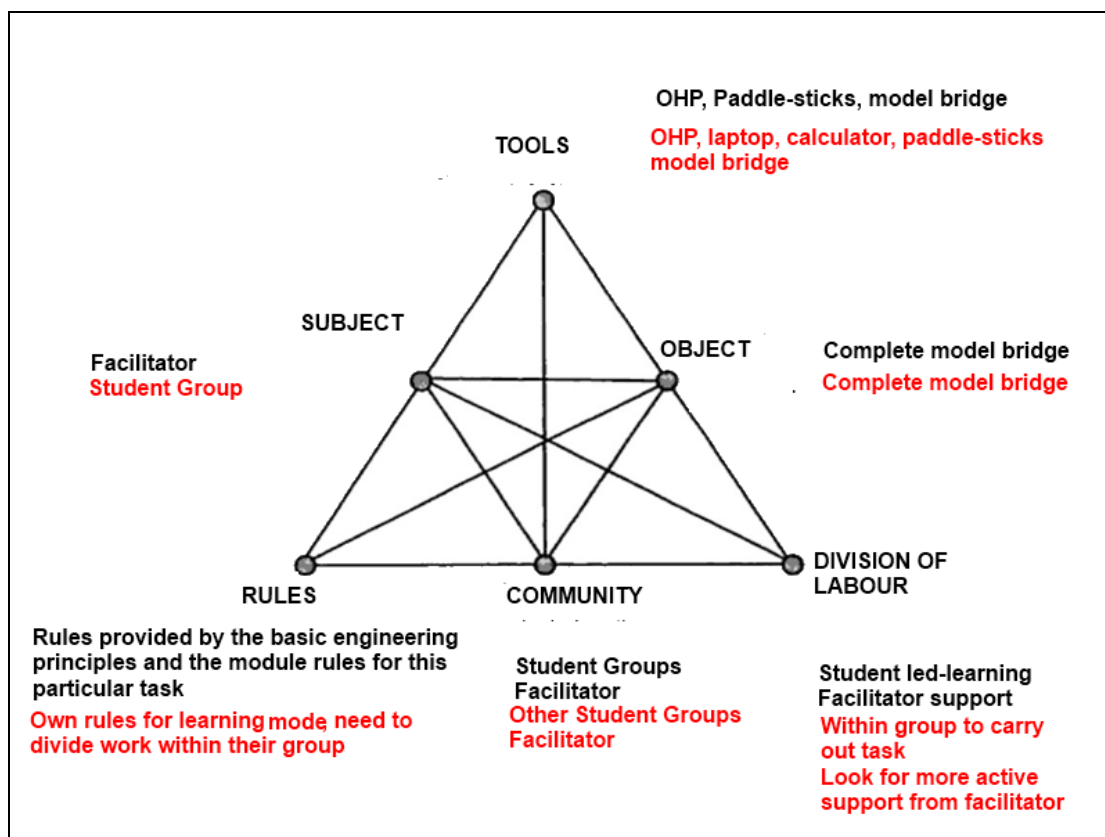 OHP, Paddle-sticks, model bridge
OHP, laptop, calculator, paddle-sticks
model bridge
TOOLS
SUBJECT
OBJECT
Facilitator
Student Group
Complete model bridge
Complete model bridge
RULES
COMMUNITY
DIVISION OF
LABOUR
Rules provided by the basic engineering
principles and the module rules for this
particular task
Own rules for learning mode, need to
divide work within their group
Student Groups
Facilitator
Other Student Groups
Facilitator
Student led-learning
Facilitator support
Within group to carry
out task
Look for more active
support from facilitator